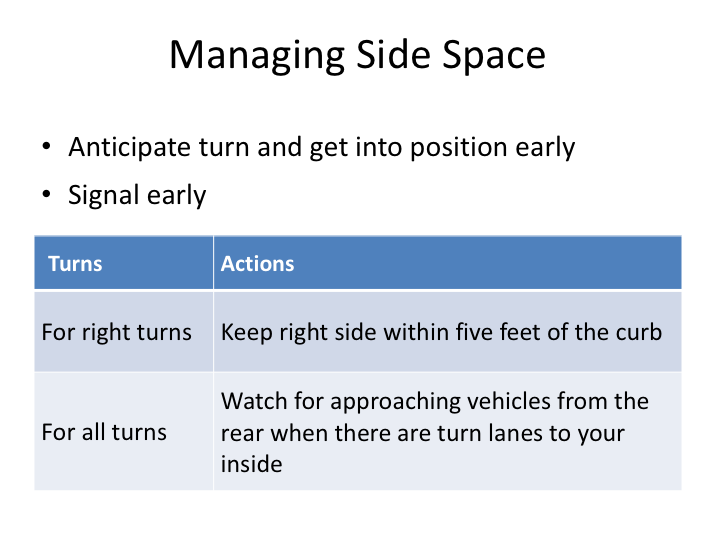 Managing Side Space
• Anticipate turn and get into position early
• Signal early
Turns
Actions
For right turns
Keep right side within five feet of the curb
For all turns
Watch for approaching vehicles from the
rear when there are turn lanes to your
inside